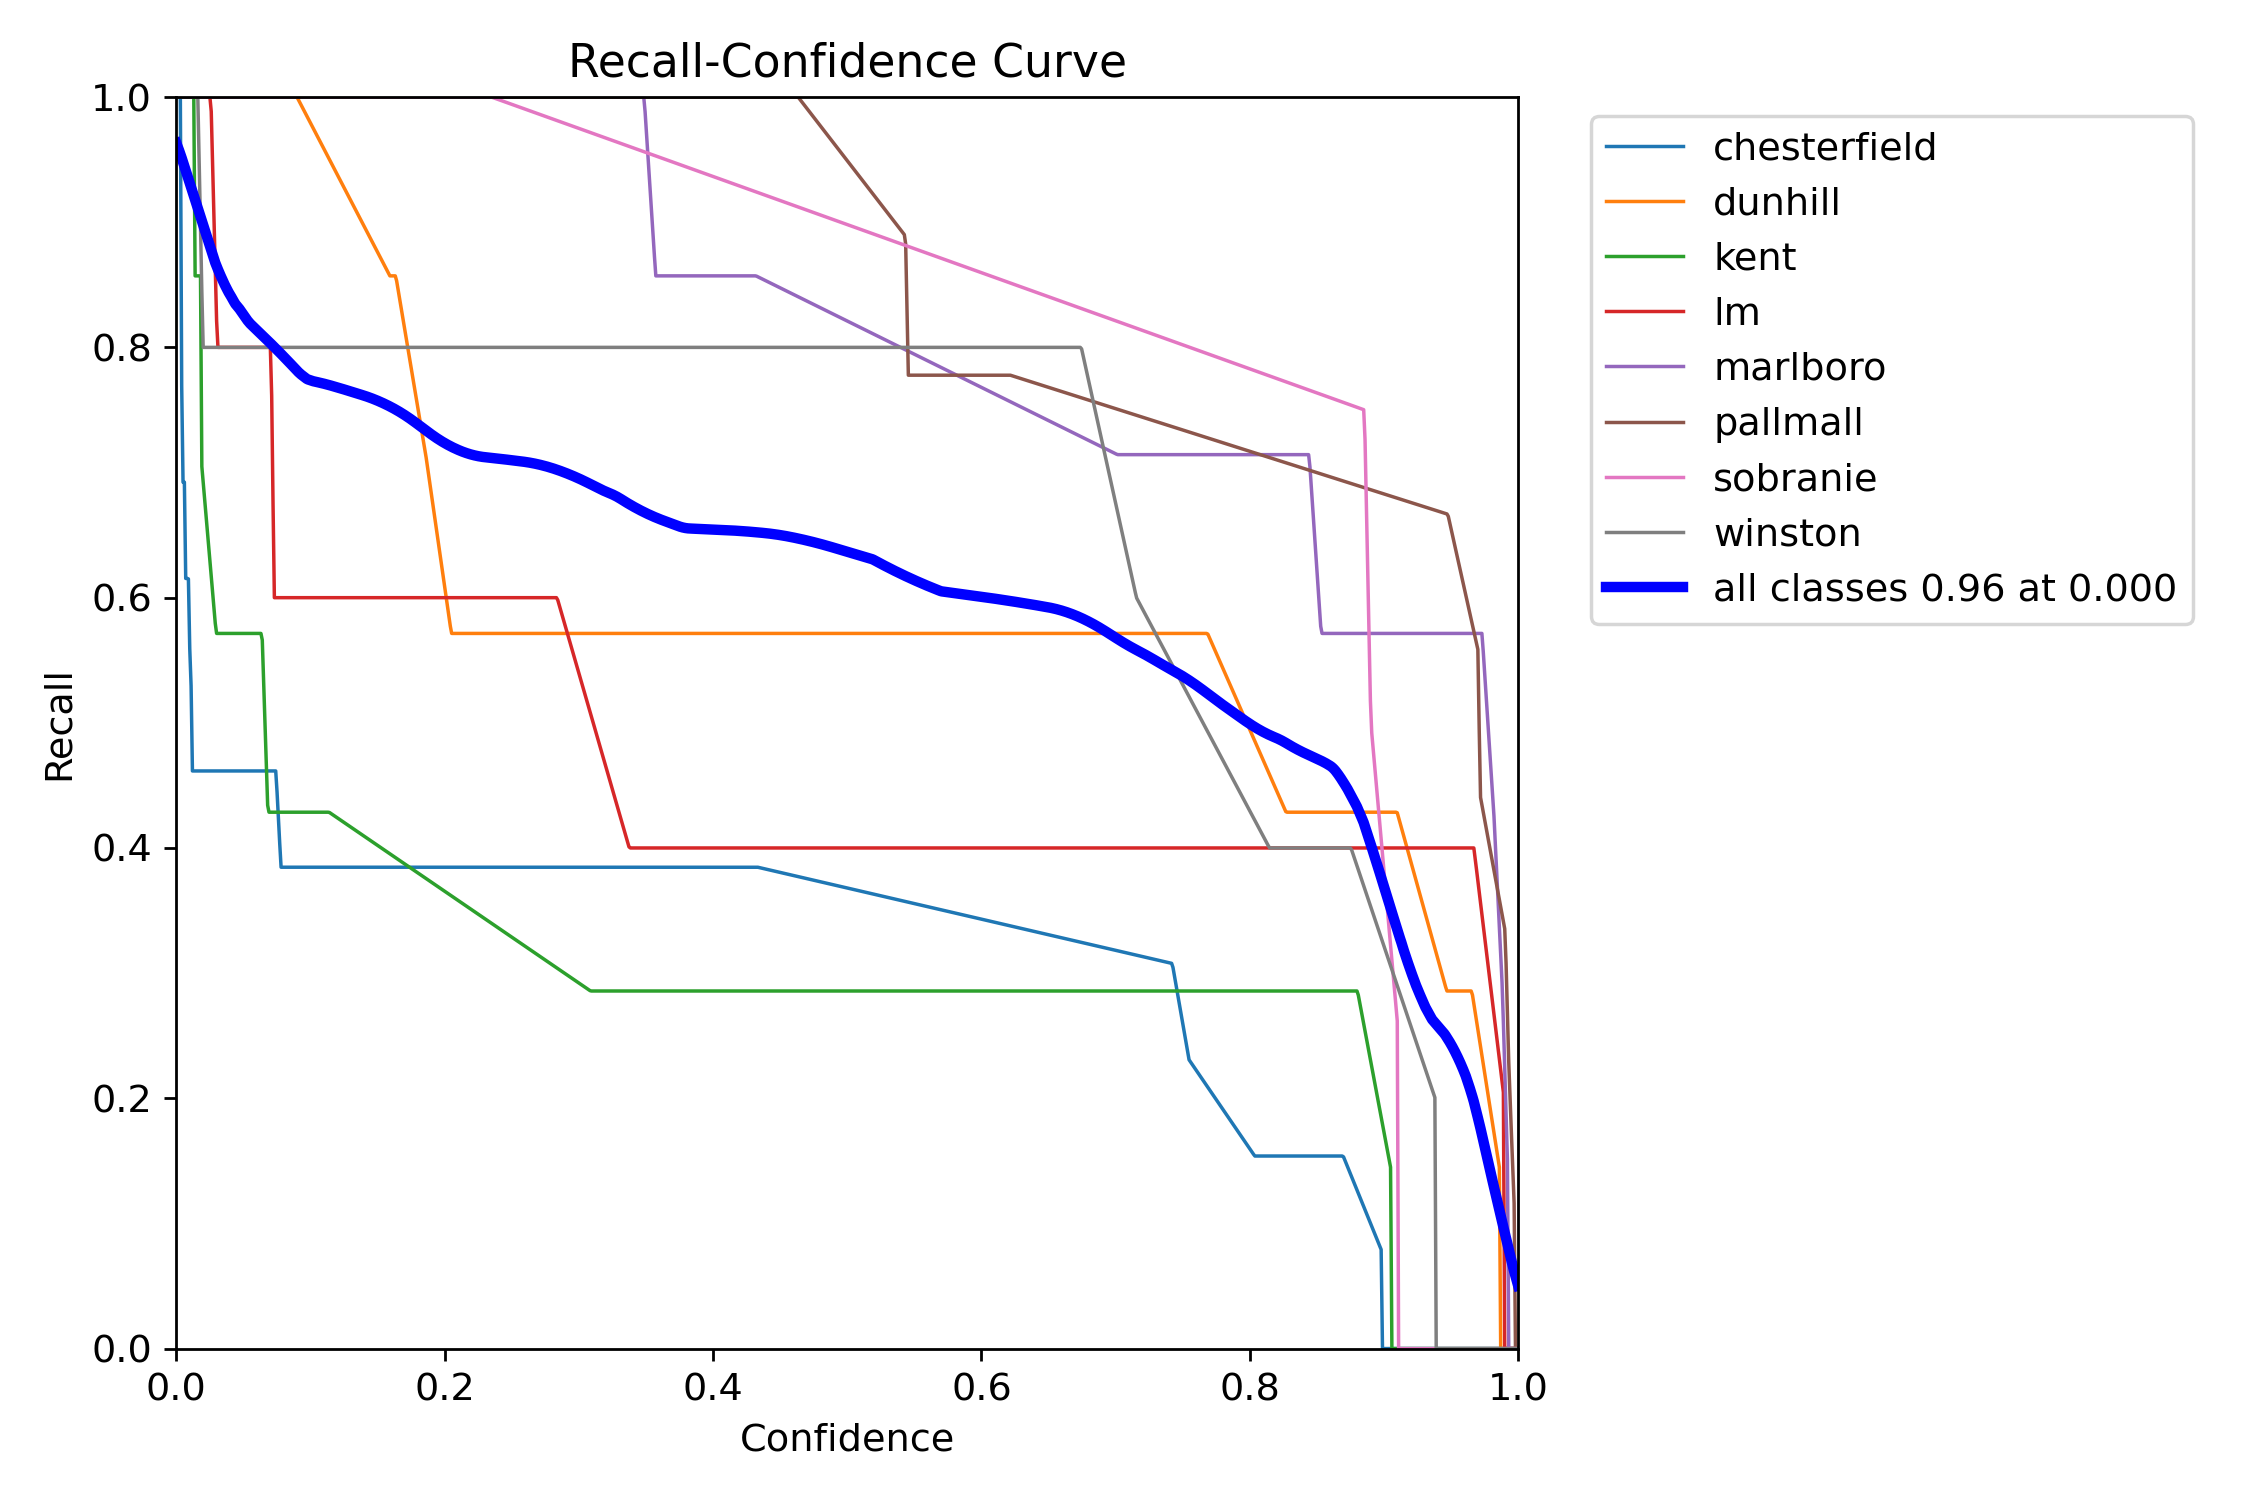 Recall-Confidence Curve
1.0
0.8
0.6
0.4
0.2
0.0
Recall
0.0 0.2 0.4 0.6 0.8 1.0
Confidence
chesterfield
dunhill
kent
lm
marlboro
pallmall
sobranie
winston
all classes 0.96 at 0.000